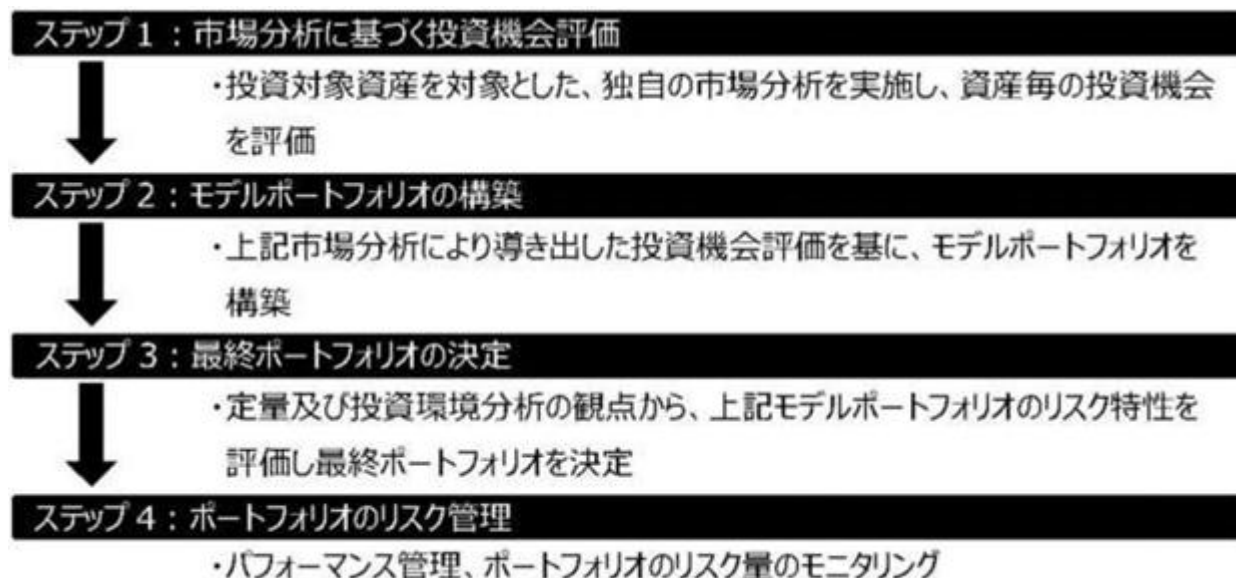 ステップ 1 ：市場分析に基づく投資機会評価
・投資対象資産を対象とした、独自の市場分析を実施し、資産毎の投資機会
を評価
ステップ 2 ：モデルポートフォリオの構築
・上記市場分析により導き出した投資機会評価を基に、モデルポートフォリオを
構築
ステップ 3 ：最終ポートフォリオの決定
・定量及び投資環境分析の観点から、上記モデルポートフォリオのリスク特性を
評価し最終ポートフォリオを決定
ステップ 4 ：ポートフォリオのリスク管理
・パフォーマンス管理、ポートフォリオのリスク量のモニタリング